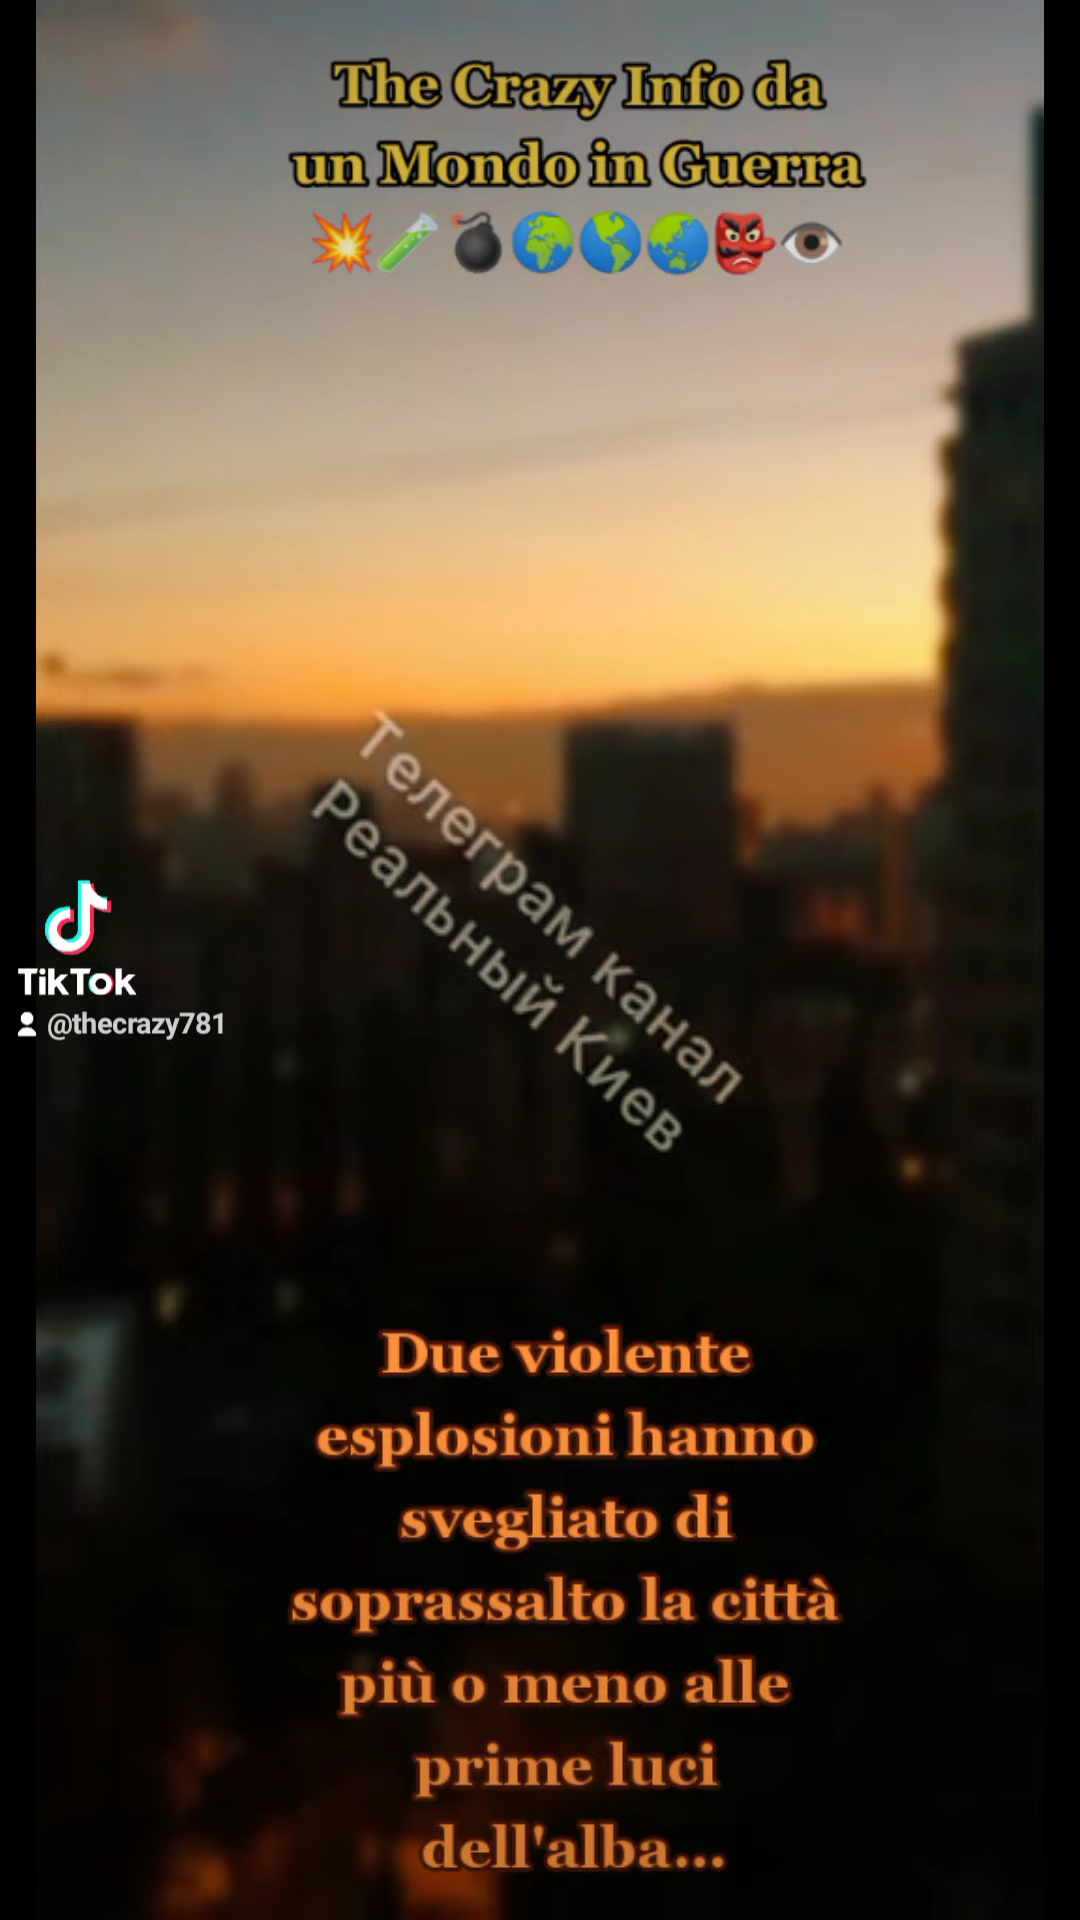 The Crazy Info da
un Mondo in Guerra
💥🧪💣🌍🌎🌏👺👁️
Телеграм канал
Реальный Киев
TikTok
@thecrazy781
Due violente
esplosioni hanno
svegliato di
soprassalto la città
più o meno alle
prime luci
dell'alba...